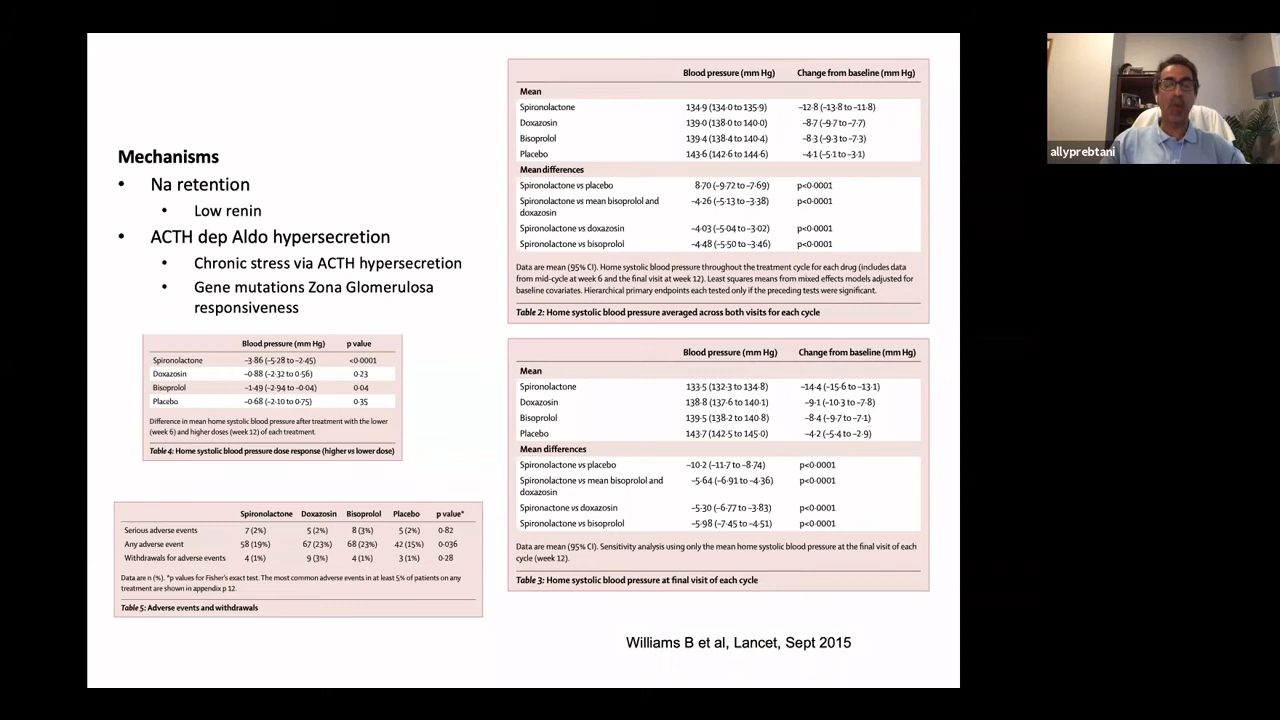 Mechanisms
• Na retention
• Low renin
• ACTH dep Aldo hypersecretion
• Chronic stress via ACTH hypersecretion
• Gene mutations Zona Glomerulosa
responsiveness
Blood pressure (mm Hg) p value
Spironolactone –3·86 (–5·28 to –2·45) <0·0001
Doxazosin –0·88 (–2·32 to 0·56) 0·23
Bisoprolol –1·49 (–2·94 to –0·04) 0·04
Placebo –0·68 (–2·10 to 0·75) 0·35
Difference in mean home systolic blood pressure after treatment with the lower
(week 6) and higher doses (week 12) of each treatment.
Table 4: Home systolic blood pressure dose response (higher vs lower dose)
Spironolactone Doxazosin Bisoprolol Placebo p value*
Serious adverse events 7 (2%) 5 (2%) 8 (3%) 5 (2%) 0·82
Any adverse event 58 (19%) 67 (23%) 68 (23%) 42 (15%) 0·036
Withdrawals for adverse events 4 (1%) 9 (3%) 4 (1%) 3 (1%) 0·28
Data are n (%). *p values for Fisher's exact test. The most common adverse events in at least 5% of patients on any
treatment are shown in appendix p 12.
Table 5: Adverse events and withdrawals
Blood pressure (mm Hg) Change from baseline (mm Hg)
Mean
Spironolactone 134·9 (134·0 to 135·9) –12·8 (–13·8 to –11·8)
Doxazosin 139·0 (138·0 to 140·0) –8·7 (–9·7 to –7·7)
Bisoprolol 139·4 (138·4 to 140·4) –8·3 (–9·3 to –7·3)
Placebo 143·6 (142·6 to 144·6) –4·1 (–5·1 to –3·1)
Mean differences
Spironolactone vs placebo 8·70 (–9·72 to –7·69) p<0·0001
Spironolactone vs mean bisoprolol and –4·26 (–5·13 to –3·38) p<0·0001
doxazosin
Spironolactone vs doxazosin –4·03 (–5·04 to –3·02) p<0·0001
Spironolactone vs bisoprolol –4·48 (–5·50 to –3·46) p<0·0001
Data are mean (95% CI). Home systolic blood pressure throughout the treatment cycle for each drug (includes data
from mid-cycle at week 6 and the final visit at week 12). Least squares means from mixed effects models adjusted for
baseline covariates. Hierarchical primary endpoints each tested only if the preceding tests were significant.
Table 2: Home systolic blood pressure averaged across both visits for each cycle
Blood pressure (mm Hg) Change from baseline (mm Hg)
Mean
Spironolactone 133·5 (132·3 to 134·8) –14·4 (–15·6 to –13·1)
Doxazosin 138·8 (137·6 to 140·1) –9·1 (–10·3 to –7·8)
Bisoprolol 139·5 (138·2 to 140·8) –8·4 (–9·7 to –7·1)
Placebo 143·7 (142·5 to 145·0) –4·2 (–5·4 to –2·9)
Mean differences
Spironolactone vs placebo –10·2 (–11·7 to –8·74) p<0·0001
Spironolactone vs mean bisoprolol and –5·64 (–6·91 to –4·36) p<0·0001
doxazosin
Spironactone vs doxazosin –5·30 (–6·77 to –3·83) p<0·0001
Spironolactone vs bisoprolol –5·98 (–7·45 to –4·51) p<0·0001
Data are mean (95% CI). Sensitivity analysis using only the mean home systolic blood pressure at the final visit of each
cycle (week 12).
Table 3: Home systolic blood pressure at final visit of each cycle
Williams B et al, Lancet, Sept 2015
allyprebtani